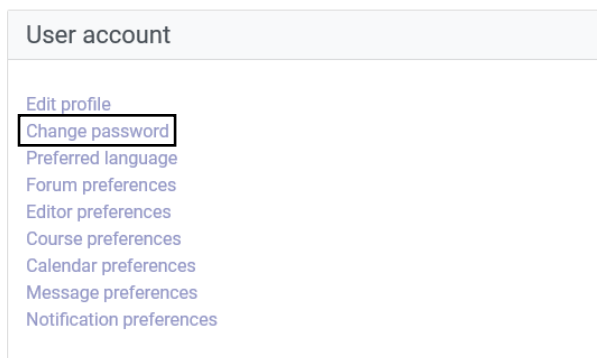 User account
Edit profile
Change password
Preferred language
Forum preferences
Editor preferences
Course preferences
Calendar preferences
Message preferences
Notification preferences